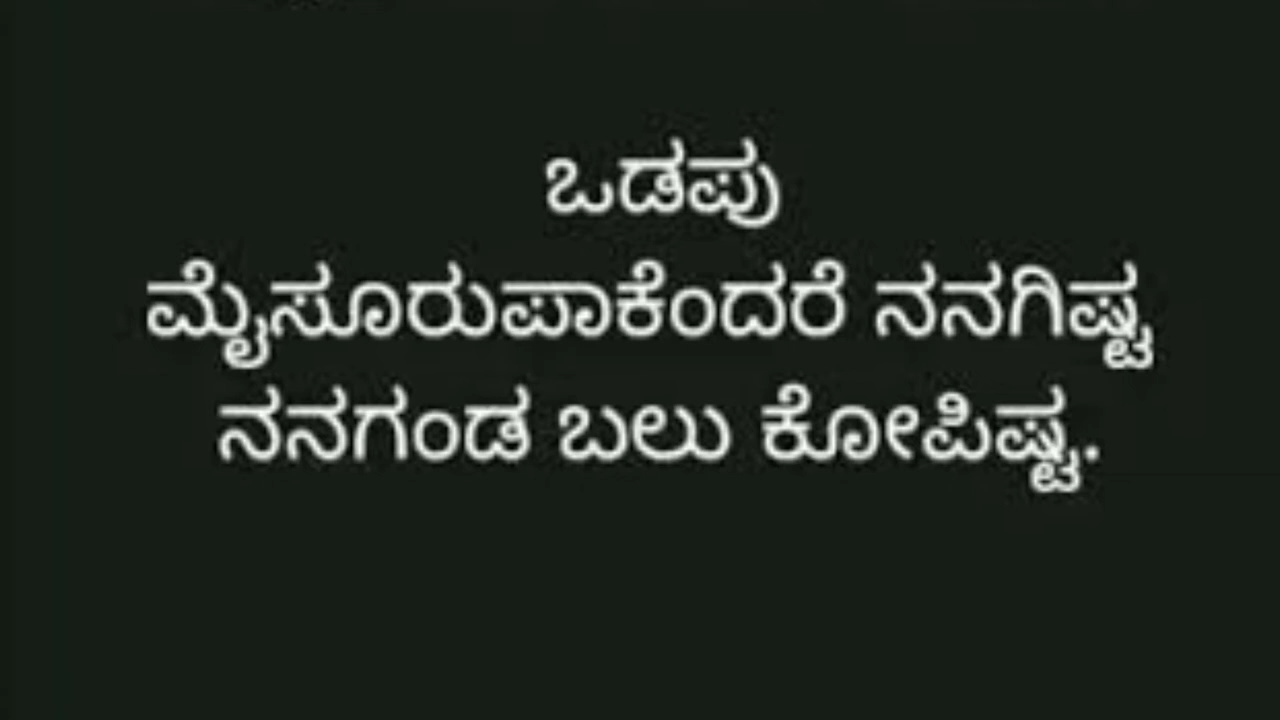 ಒಡಪು
ಮೈಸೂರುಪಾಕೆಂದರೆ ನನಗಿಷ್ಟ
ನನಗಂಡ ಬಲು ಕೋಪಿಷ್ಟ.